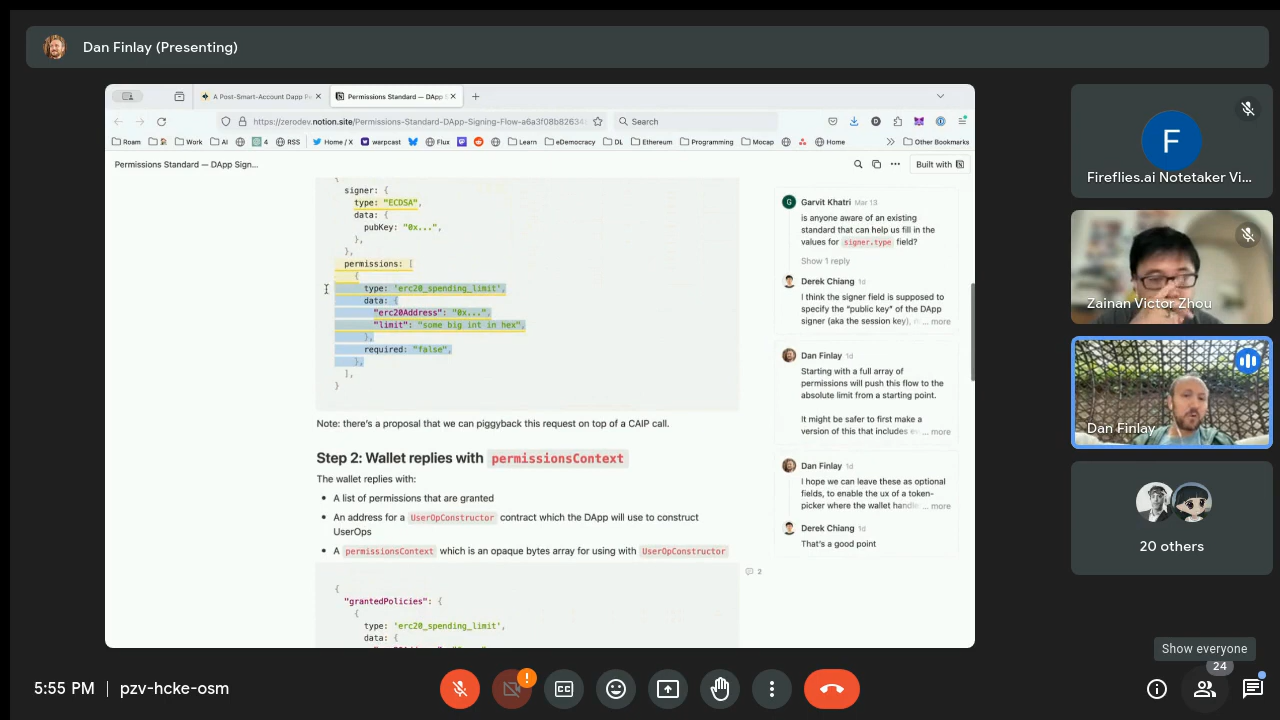 Dan Finlay (Presenting)
A Post-Smart-Account Dapp P
Permissions Standard — DApp
https://zerodev.notion.site/Permissions-Standard-DApp-Signing-Flow-a6a3f08b82634
Search
Roam
Work
AI
4
RSS
Home / X
warpcast
Flux
Learn
eDemocracy
DL
Ethereum
Programming
Mocap
Home
Other Bookmarks
Permissions Standard — DApp Sign...
Built with
{
signer: {
type: "ECDSA",
data: {
pubKey: "0x...",
},
},
permissions: [
{
type: 'erc20_spending_limit',
data: {
"erc20Address": "0x...",
"limit": "some big int in hex",
},
required: "false",
},
],
}
Note: there's a proposal that we can piggyback this request on top of a CAIP call.
Step 2: Wallet replies with permissionsContext
The wallet replies with:
• A list of permissions that are granted
• An address for a UserOpConstructor contract which the DApp will use to construct
UserOps
• A permissionsContext which is an opaque bytes array for using with UserOpConstructor
2
{
"grantedPolicies": {
{
type: 'erc20_spending_limit',
data: {
G
Garvit Khatri Mar 13
is anyone aware of an existing
standard that can help us fill in the
values for signer.type field?
Show 1 reply
Derek Chiang 1d
I think the signer field is supposed to
specify the "public key" of the DApp
signer (aka the session key), ... more
Dan Finlay 1d
Starting with a full array of
permissions will push this flow to the
absolute limit from a starting point.
It might be safer to first make a
version of this that includes ... more
Dan Finlay 1d
I hope we can leave these as optional
fields, to enable the ux of a token-
picker where the wallet ... more
Derek Chiang 1d
That's a good point
F
Fireflies.ai Notetaker Vi...
Zainan Victor Zhou
Dan Finlay
20 others
Show everyone
5:55 PM | pzv-hcke-osm
CC
24